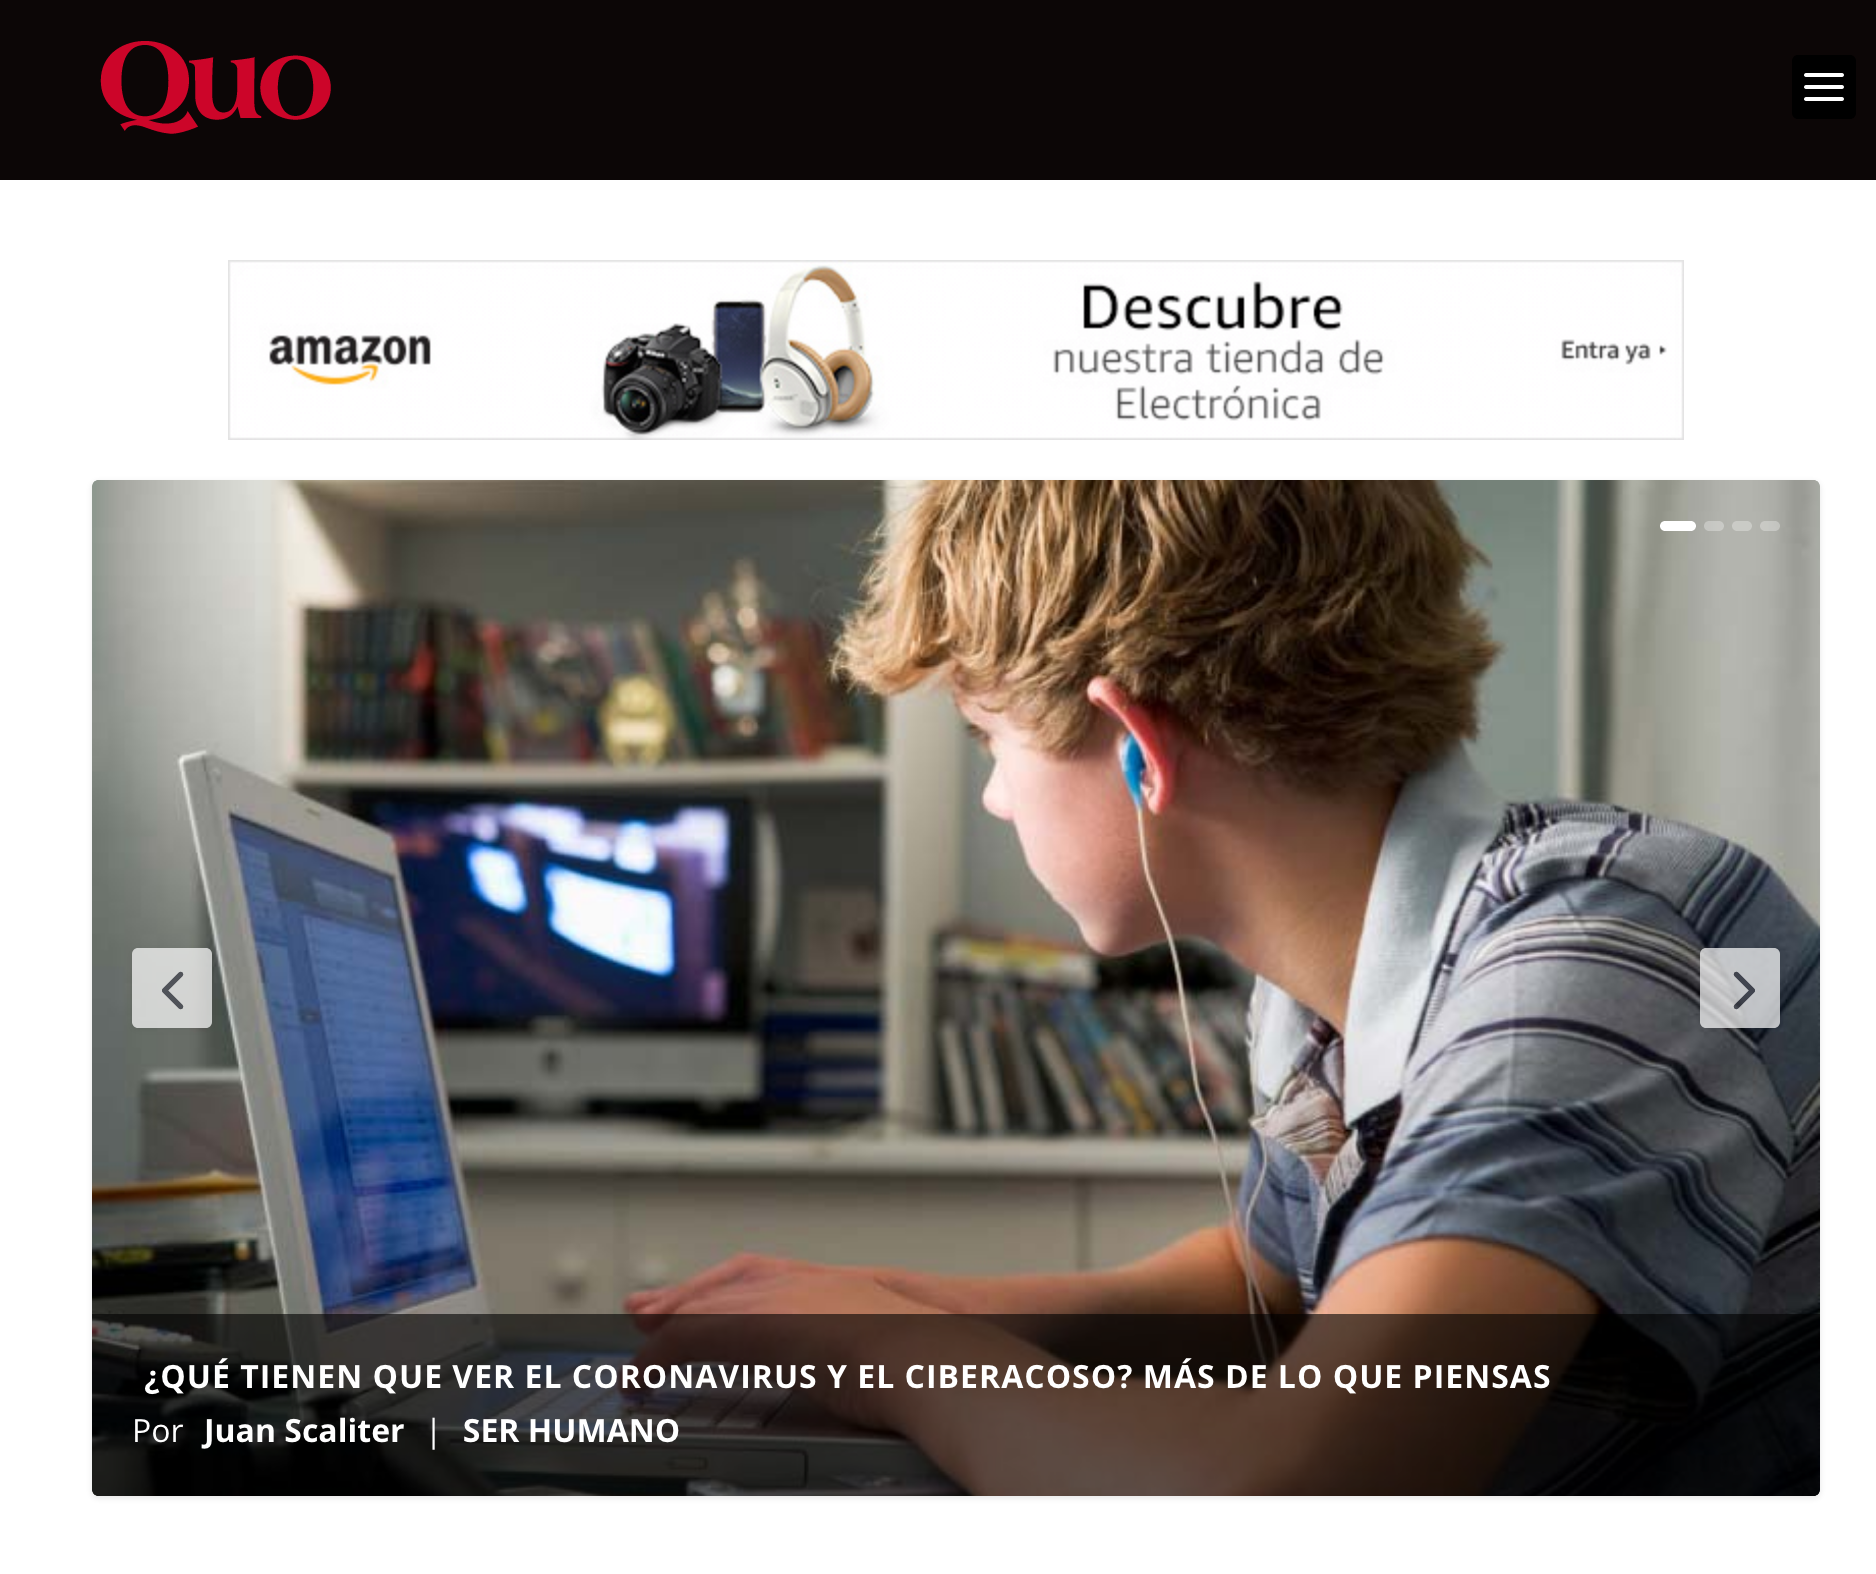 Quo
amazon
Descubre
nuestra tienda de
Electrónica
Entra ya
¿QUÉ TIENEN QUE VER EL CORONAVIRUS Y EL CIBERACOSO? MÁS DE LO QUE PIENSAS
Por Juan Scaliter | SER HUMANO